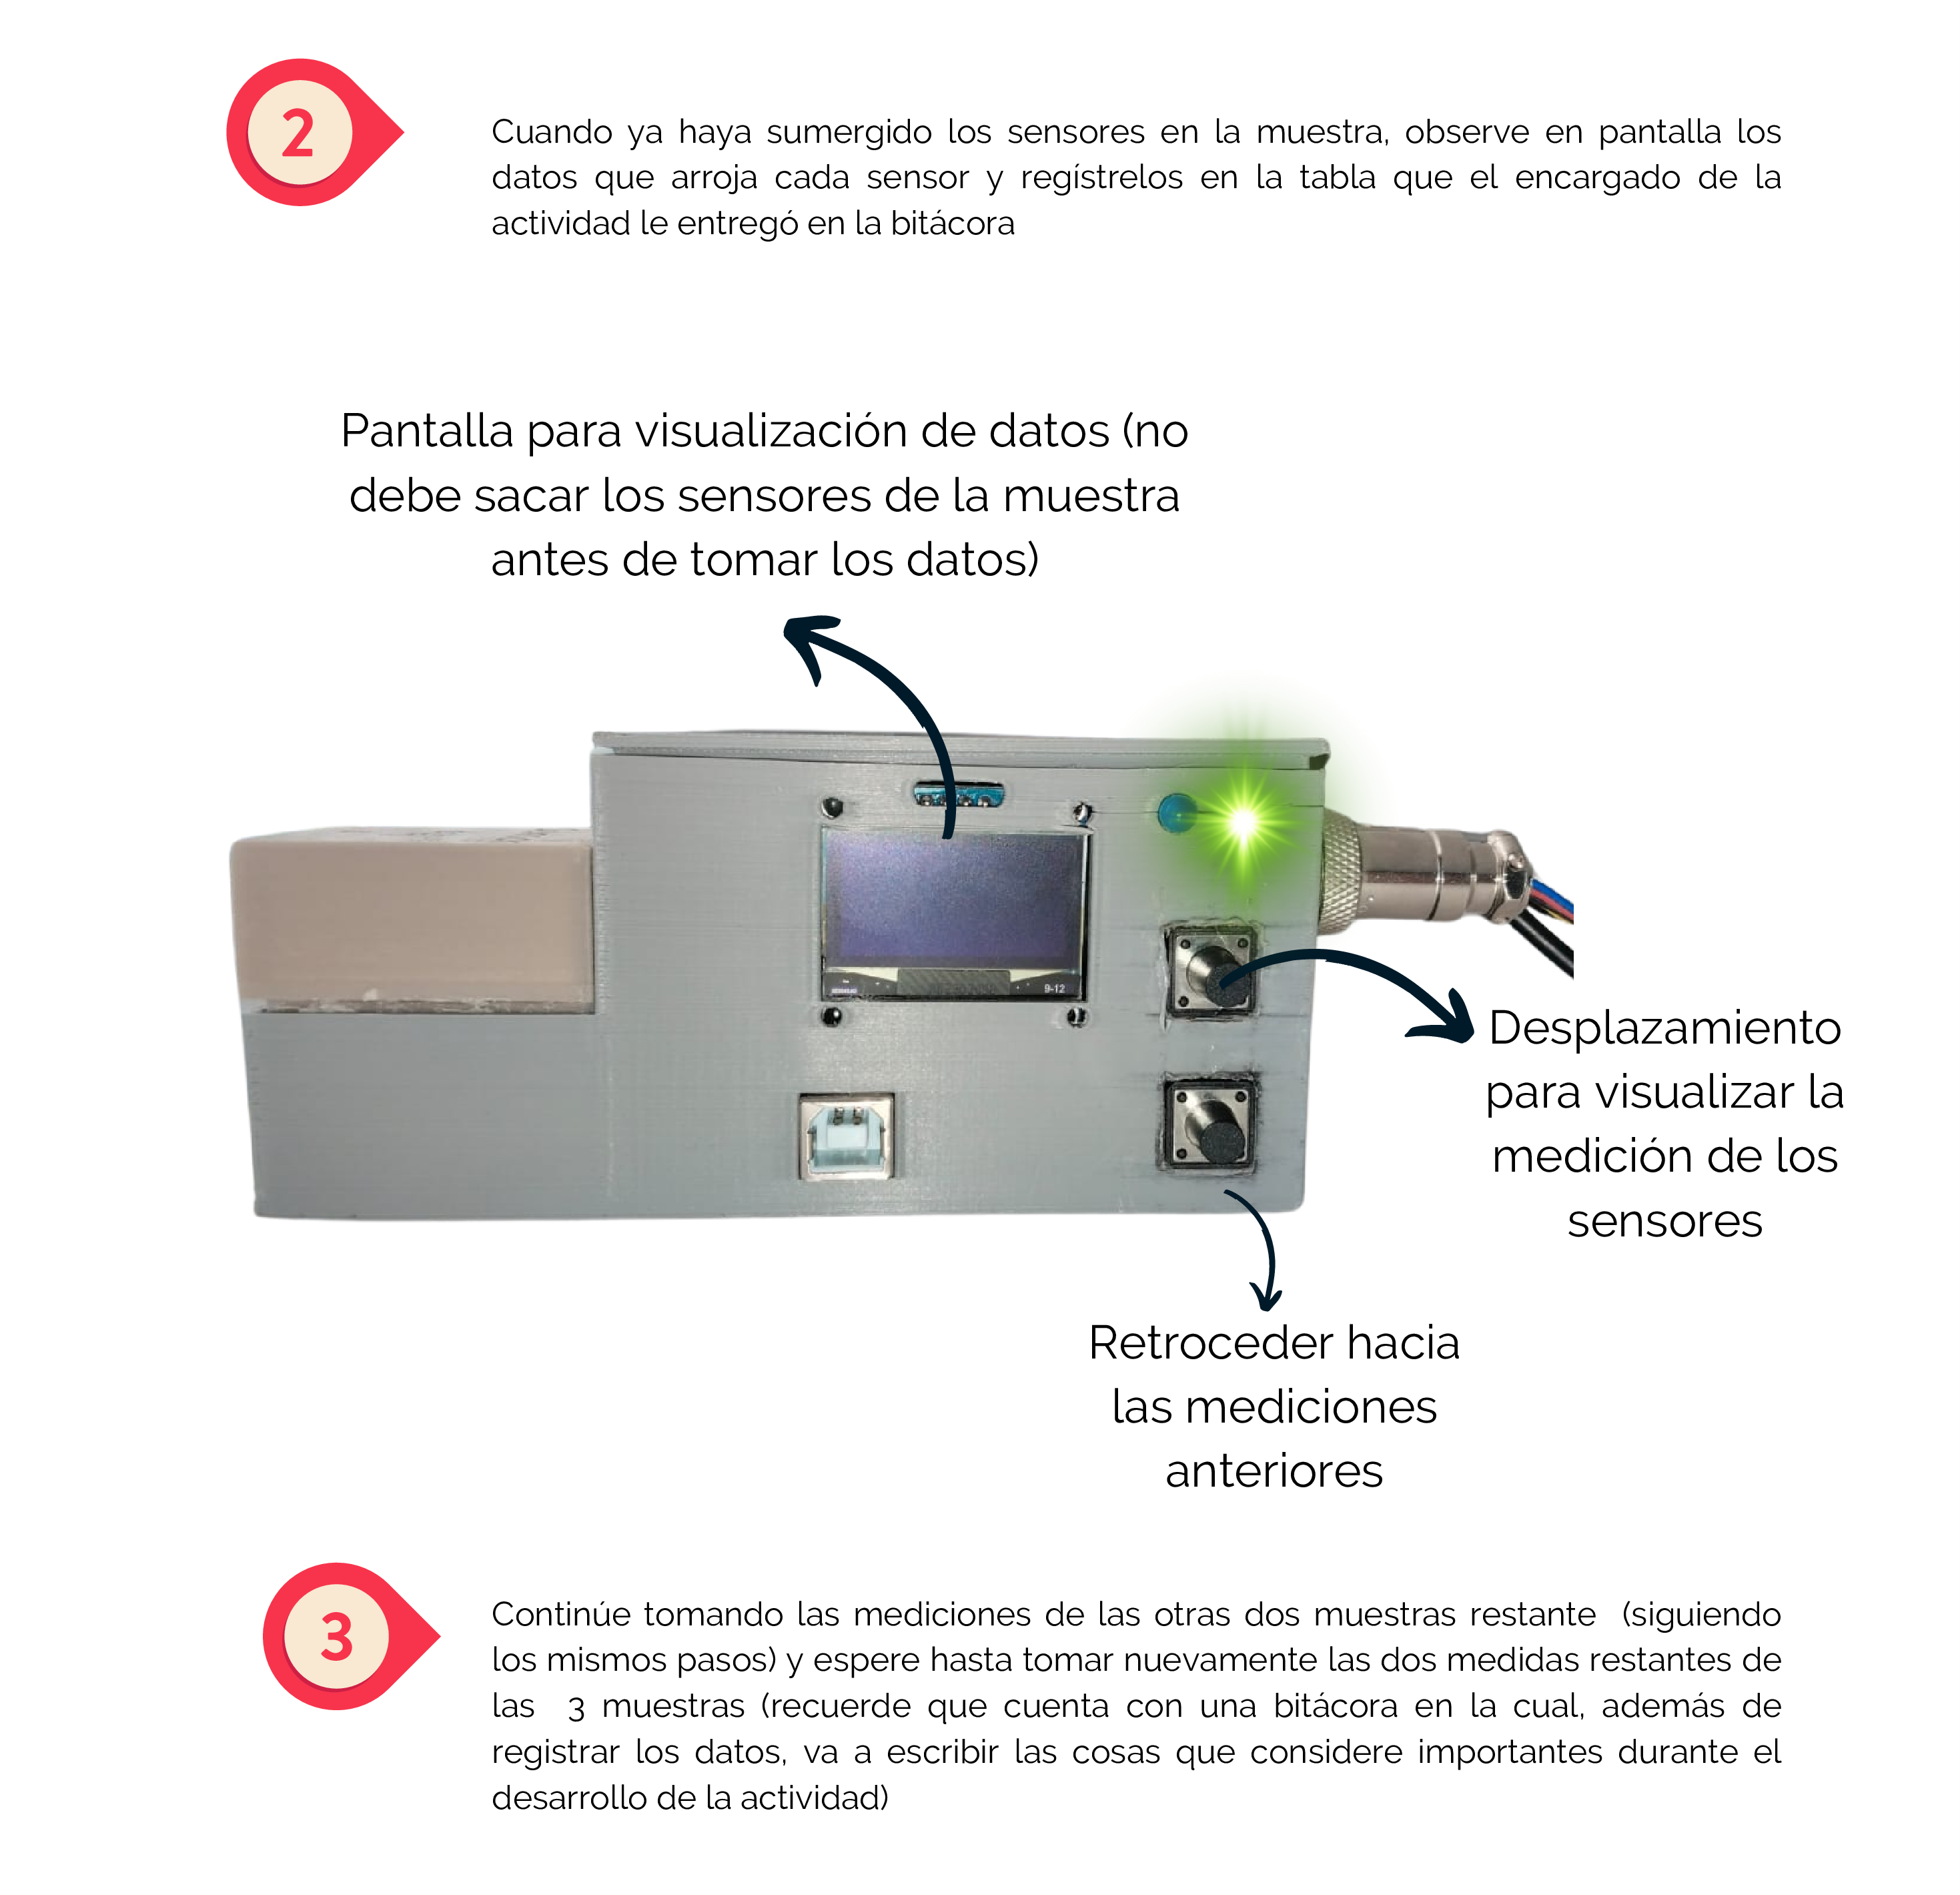 2
Cuando ya haya sumergido los sensores en la muestra, observe en pantalla los
datos que arroja cada sensor y regístrelos en la tabla que el encargado de la
actividad le entregó en la bitácora
Pantalla para visualización de datos (no
debe sacar los sensores de la muestra
antes de tomar los datos)
9-12
Desplazamiento
para visualizar la
medición de los
sensores
Retroceder hacia
las mediciones
anteriores
3
Continúe tomando las mediciones de las otras dos muestras restante (siguiendo
los mismos pasos) y espere hasta tomar nuevamente las dos medidas restantes de
las 3 muestras (recuerde que cuenta con una bitácora en la cual, además de
registrar los datos, va a escribir las cosas que considere importantes durante el
desarrollo de la actividad)